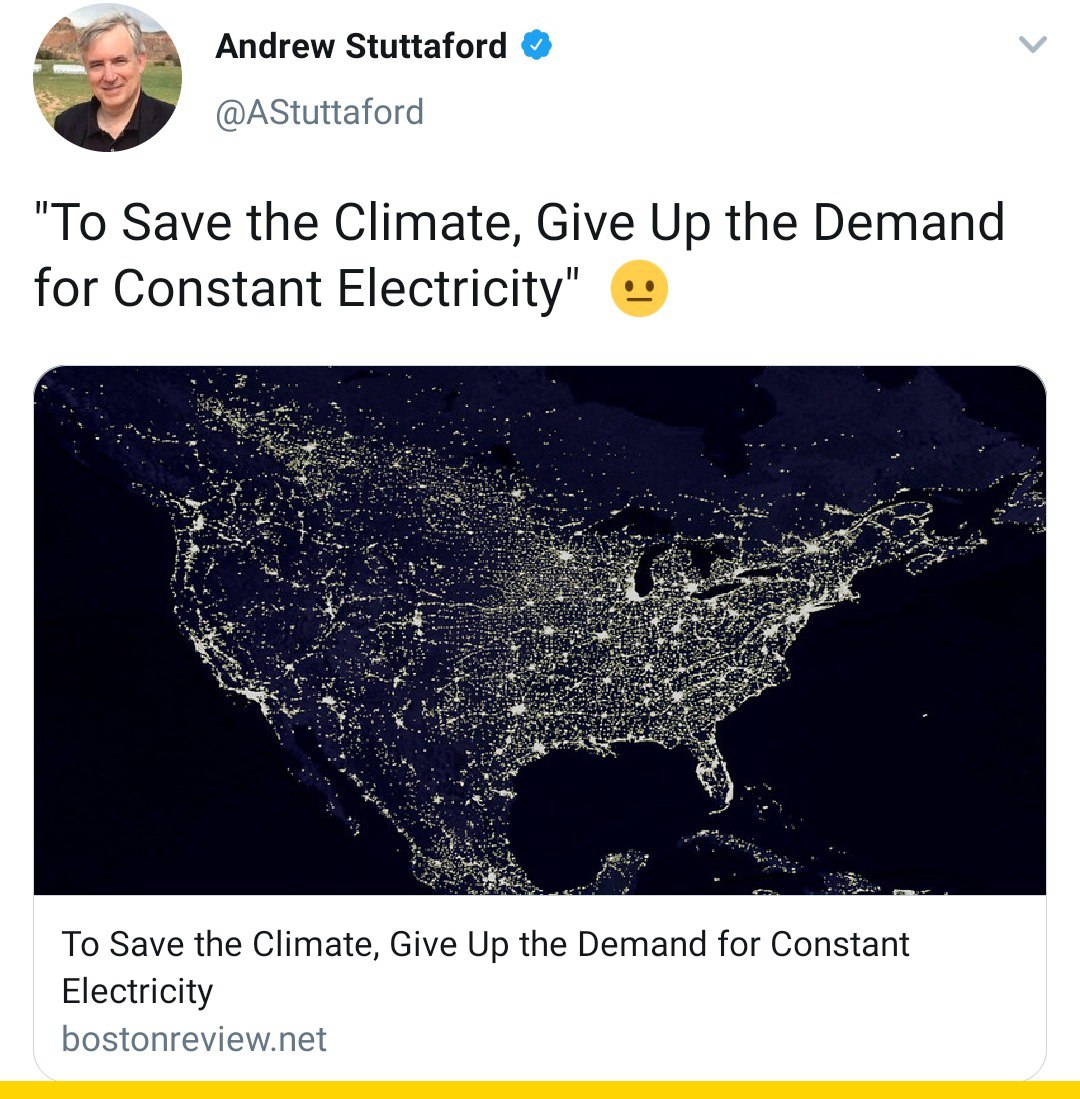 Andrew Stuttaford
@AStuttaford
"To Save the Climate, Give Up the Demand
for Constant Electricity" 😐
To Save the Climate, Give Up the Demand for Constant
Electricity
bostonreview.net